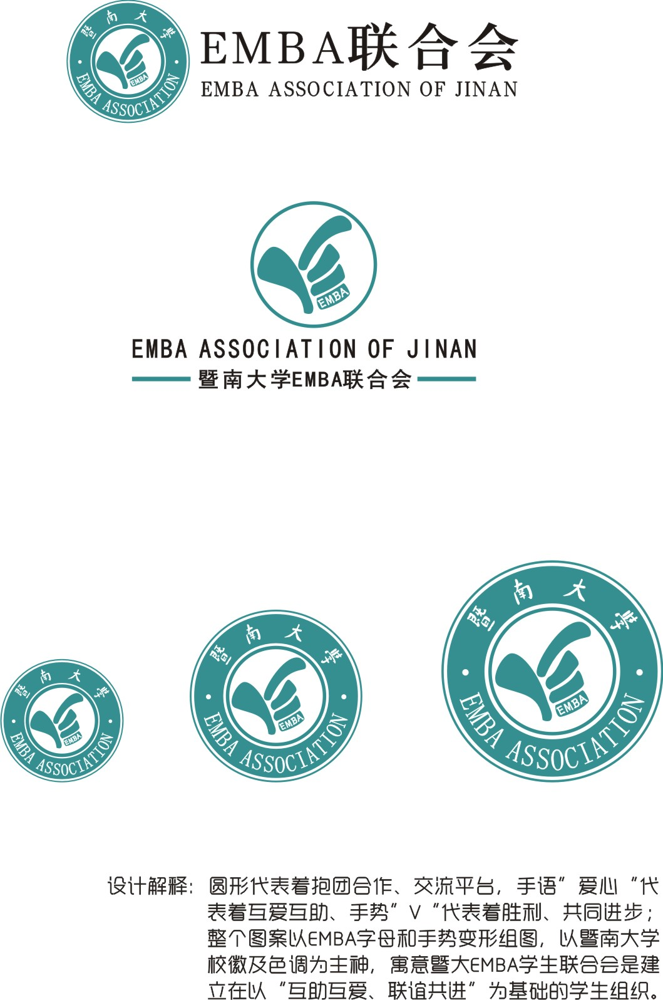 暨南大学
EMBA
EMBA ASSOCIATION
EMBA联合会
EMBA ASSOCIATION OF JINAN
EMBA
EMBA ASSOCIATION OF JINAN
暨南大学EMBA联合会
暨南大学
EMBA
EMBA ASSOCIATION
暨南大学
EMBA
EMBA ASSOCIATION
暨南大学
EMBA
EMBA ASSOCIATION
设计解释：圆形代表着抱团合作、交流平台，手语”爱心“代
表着互爱互助、手势”V“代表着胜利、共同进步；
整个图案以EMBA字母和手势变形组图，以暨南大学
校徽及色调为主神，寓意暨大EMBA学生联合会是建
立在以“互助互爱、联谊共进”为基础的学生组织。